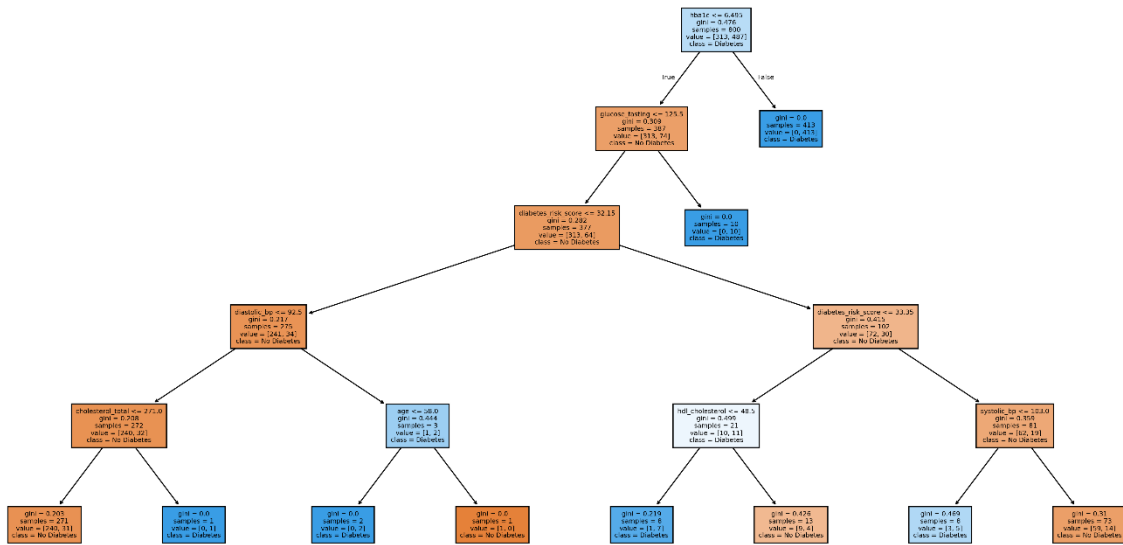 hba1c <= 6.495
gini = 0.476
samples = 800
value = [313, 487]
class = Diabetes
True
False
glucose_fasting <= 125.5
gini = 0.309
samples = 387
value = [313, 74]
class = No Diabetes
gini = 0.0
samples = 413
value = [0, 413]
class = Diabetes
diabetes_risk_score <= 32.15
gini = 0.282
samples = 377
value = [313, 64]
class = No Diabetes
gini = 0.0
samples = 10
value = [0, 10]
class = Diabetes
diastolic_bp <= 92.5
gini = 0.217
samples = 275
value = [241, 34]
class = No Diabetes
diabetes_risk_score <= 33.35
gini = 0.415
samples = 102
value = [72, 30]
class = No Diabetes
cholesterol_total <= 271.0
gini = 0.208
samples = 272
value = [240, 32]
class = No Diabetes
age <= 58.0
gini = 0.444
samples = 3
value = [1, 2]
class = Diabetes
hdl_cholesterol <= 48.5
gini = 0.499
samples = 21
value = [10, 11]
class = Diabetes
systolic_bp <= 103.0
gini = 0.359
samples = 81
value = [62, 19]
class = No Diabetes
gini = 0.203
samples = 271
value = [240, 31]
class = No Diabetes
gini = 0.0
samples = 1
value = [0, 1]
class = Diabetes
gini = 0.0
samples = 2
value = [0, 2]
class = Diabetes
gini = 0.0
samples = 1
value = [1, 0]
class = No Diabetes
gini = 0.219
samples = 8
value = [1, 7]
class = Diabetes
gini = 0.426
samples = 13
value = [9, 4]
class = No Diabetes
gini = 0.469
samples = 8
value = [3, 5]
class = Diabetes
gini = 0.31
samples = 73
value = [59, 14]
class = No Diabetes